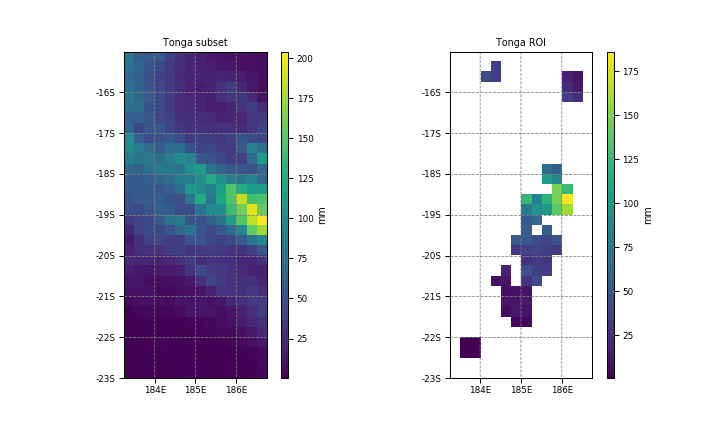 Tonga subset
-16S
-17S
-18S
-19S
-20S
-21S
-22S
-23S
184E 185E 186E
200
175
150
125
100
75
50
25
mm
Tonga ROI
-16S
-17S
-18S
-19S
-20S
-21S
-22S
-23S
184E 185E 186E
175
150
125
100
75
50
25
mm